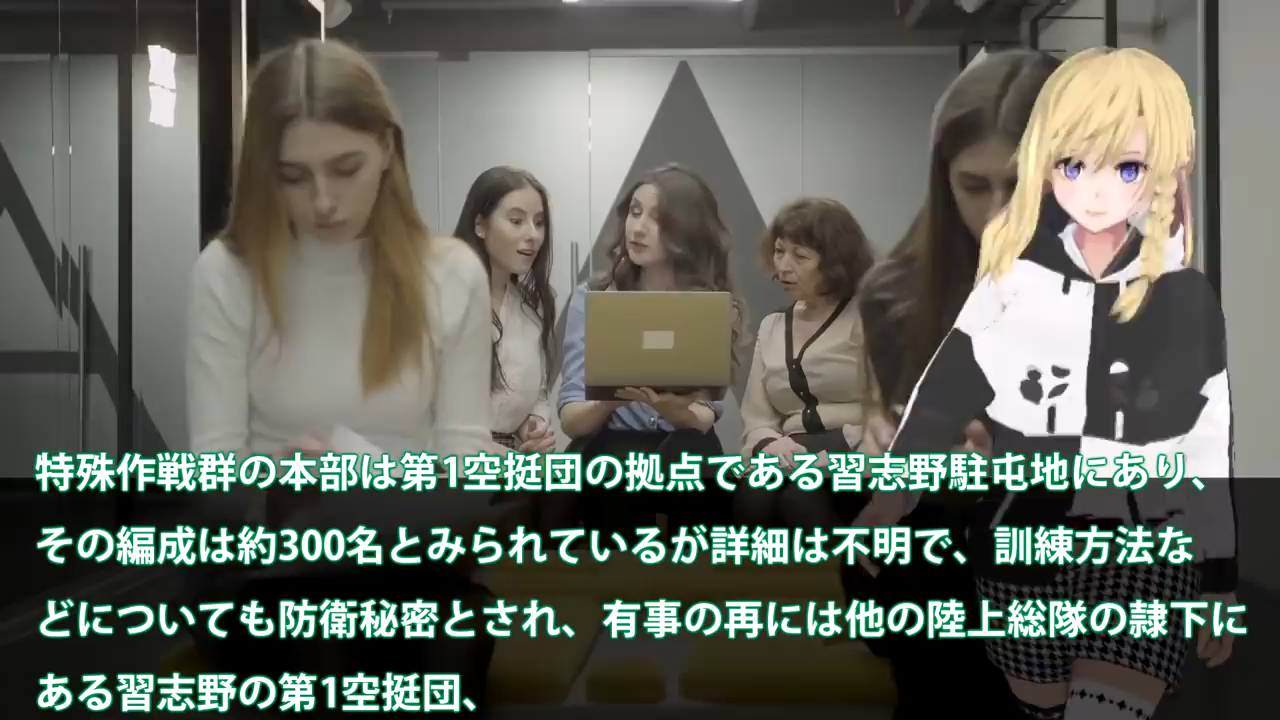 特殊作戦群の本部は第1空挺団の拠点である習志野駐屯地にあり、
その編成は約300名とみられているが詳細は不明で、訓練方法な
どについても防衛秘密とされ、有事の再には他の陸上総隊の隷下に
ある習志野の第1空挺団、